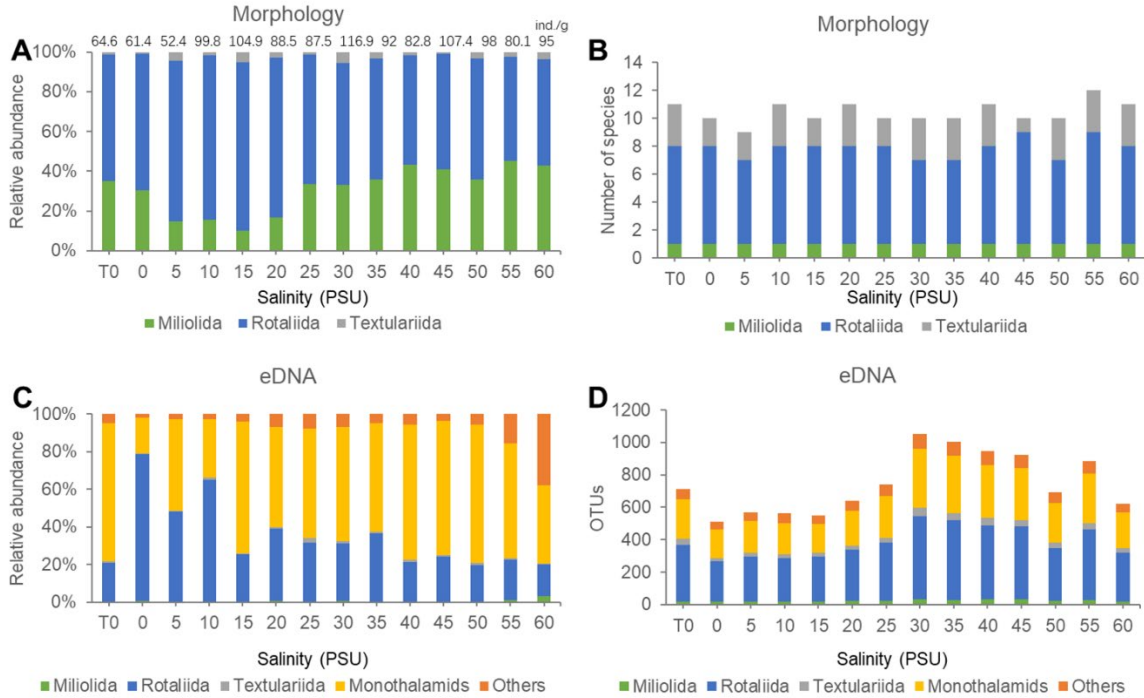 Morphology
A
64.6 61.4 52.4 99.8 104.9 88.5 87.5 116.9 92 82.8 107.4 98 80.1 95 ind./g
100%
80%
60%
40%
20%
0%
Relative abundance
T0 0 5 10 15 20 25 30 35 40 45 50 55 60
Salinity (PSU)
Miliolida Rotaliida Textulariida
Morphology
B
14
12
10
8
6
4
2
0
Number of species
T0 0 5 10 15 20 25 30 35 40 45 50 55 60
Salinity (PSU)
Miliolida Rotaliida Textulariida
eDNA
C
100%
80%
60%
40%
20%
0%
Relative abundance
T0 0 5 10 15 20 25 30 35 40 45 50 55 60
Salinity (PSU)
Miliolida Rotaliida Textulariida Monothalamids Others
eDNA
D
1200
1000
800
600
400
200
0
OTUs
T0 0 5 10 15 20 25 30 35 40 45 50 55 60
Salinity (PSU)
Miliolida Rotaliida Textulariida Monothalamids Others